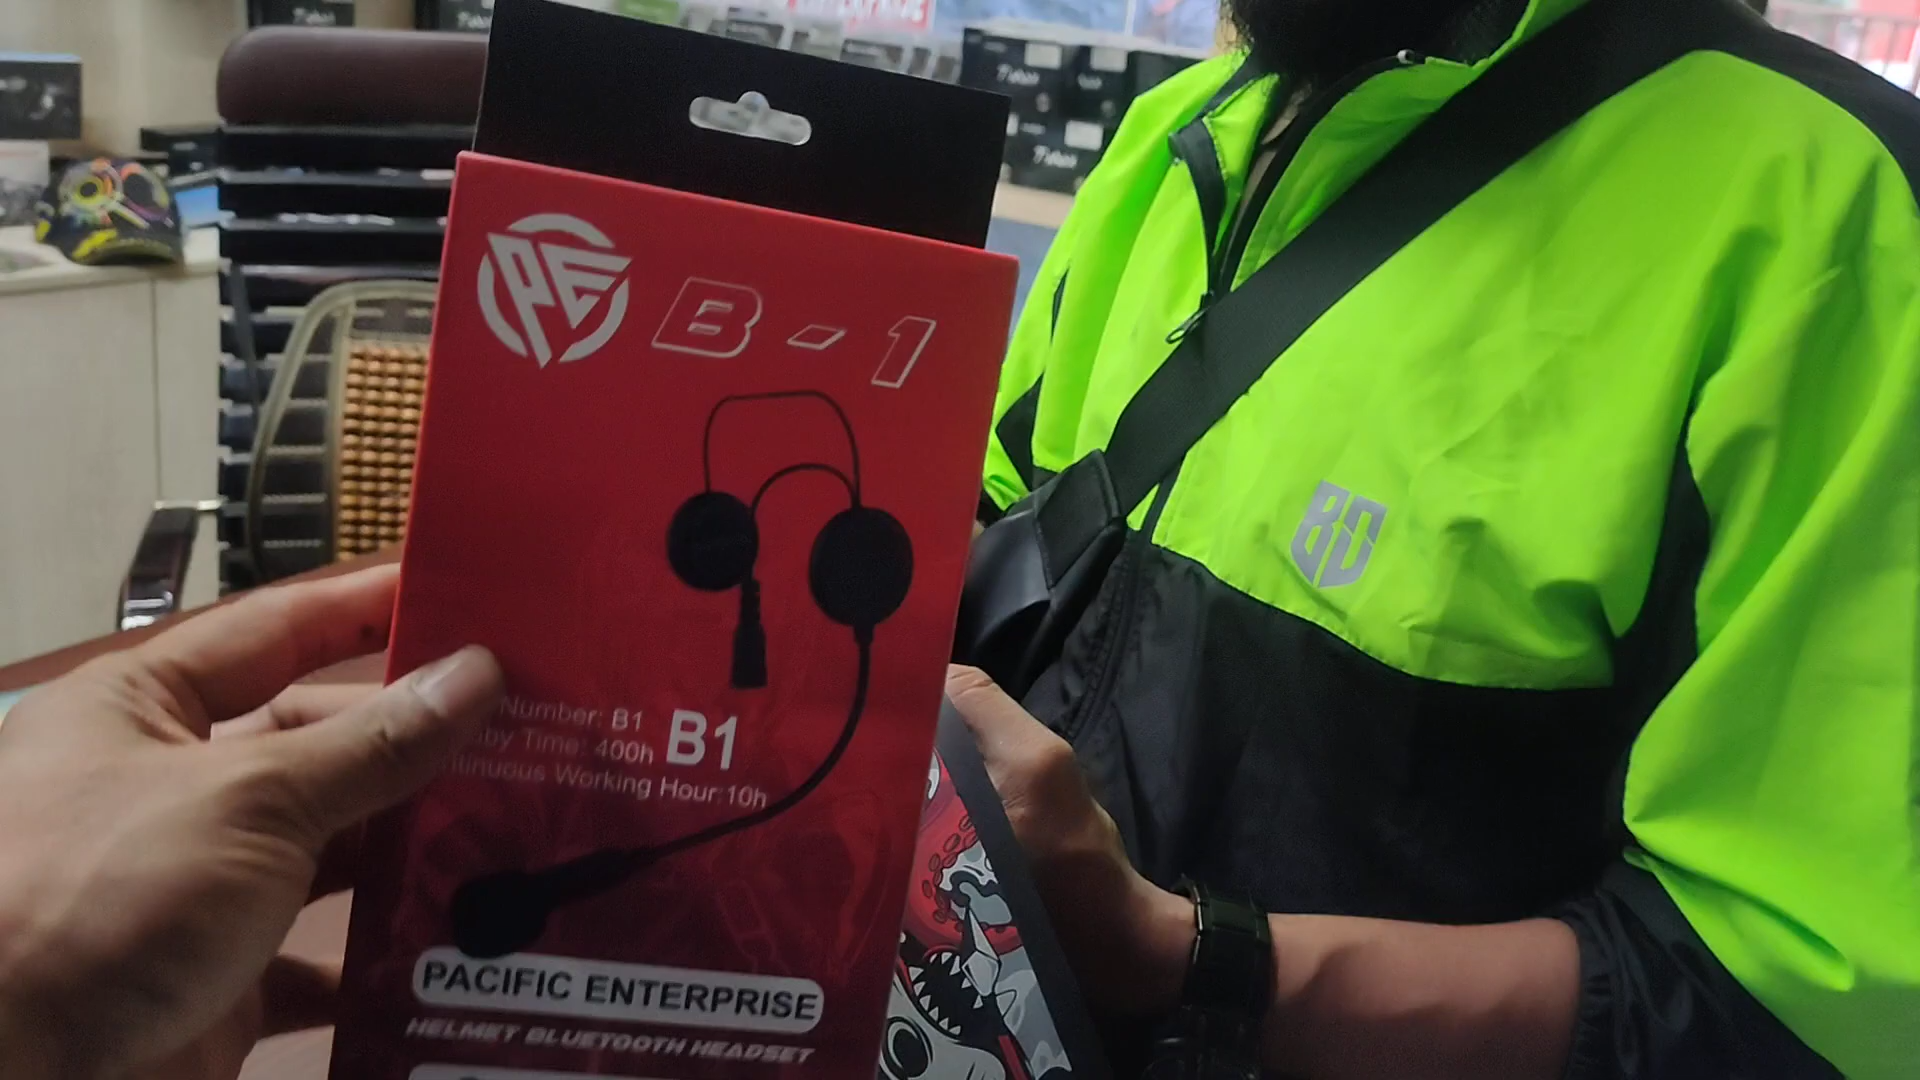 PE
B-1
Number: B1
by Time: 400h
B1
ntinuous Working Hour:10h
PACIFIC ENTERPRISE
HELMET BLUETOOTH HEADSET
BD